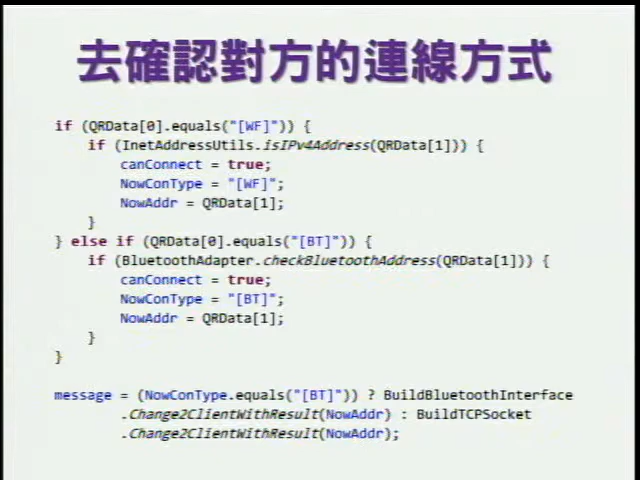 去確認對方的連線方式
if (QRData[0].equals("[WF]")) {
if (InetAddressUtils.isIPv4Address(QRData[1])) {
canConnect = true;
NowConType = "[WF]";
NowAddr = QRData[1];
}
} else if (QRData[0].equals("[BT]")) {
if (BluetoothAdapter.checkBluetoothAddress(QRData[1])) {
canConnect = true;
NowConType = "[BT]";
NowAddr = QRData[1];
}
}
message = (NowConType.equals("[BT]")) ? BuildBluetoothInterface
.Change2ClientWithResult(NowAddr) : BuildTCPSocket
.Change2ClientWithResult(NowAddr);